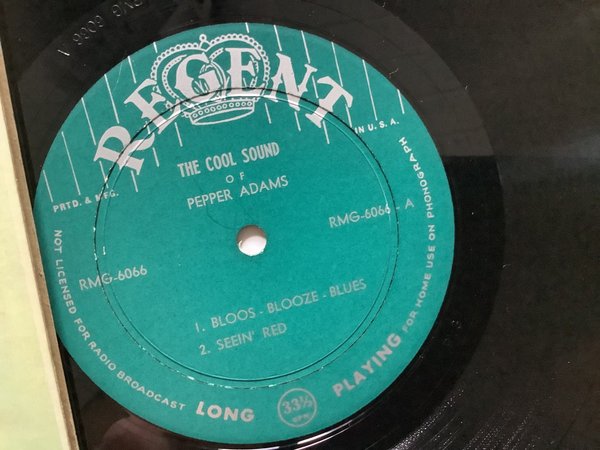 REGENT
PRTD. & MFG. IN U. S. A.
THE COOL SOUND
OF
PEPPER ADAMS
RMG-6066
RMG-6066 - A
1. BLOOS - BLOOZE - BLUES
2. SEEIN' RED
NOT LICENSED FOR RADIO BROADCAST LONG 33⅓ RPM PLAYING FOR HOME USE ON PHONOGRAPH